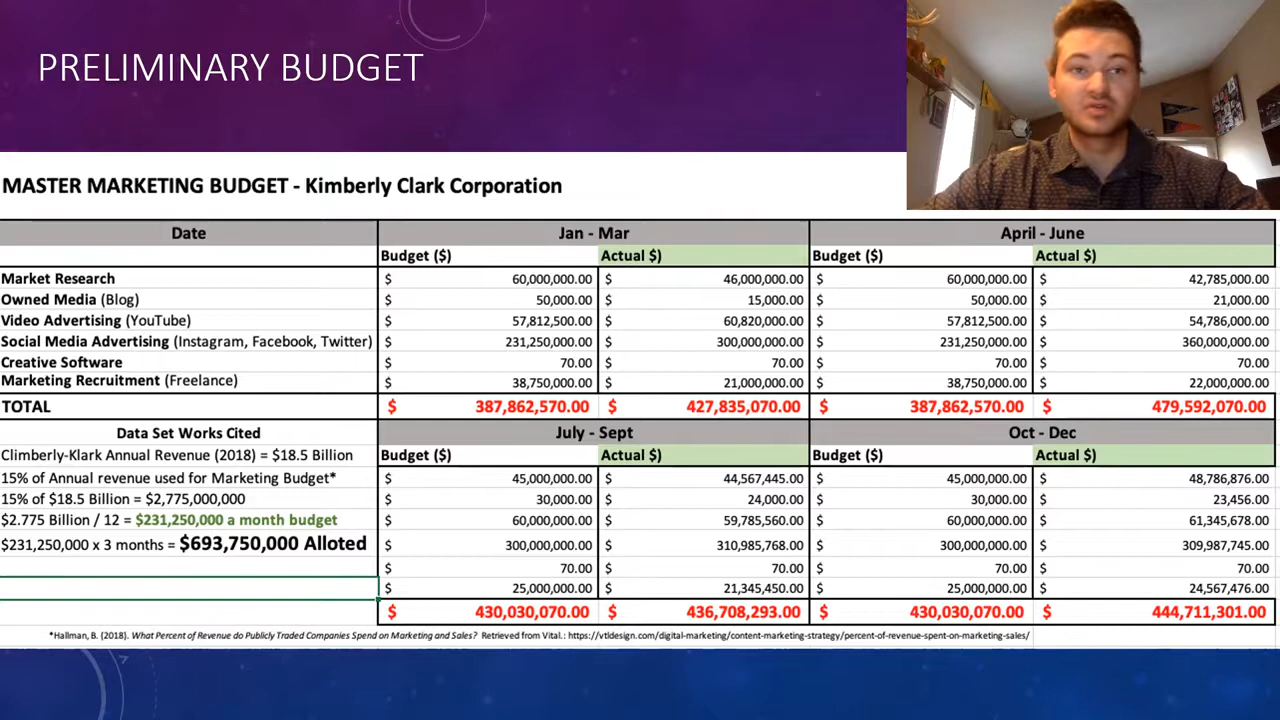 PRELIMINARY BUDGET
MASTER MARKETING BUDGET - Kimberly Clark Corporation
Date Jan - Mar April - June
Budget ($) Actual $) Budget ($) Actual $)
Market Research $ 60,000,000.00 $ 46,000,000.00 $ 60,000,000.00 $ 42,785,000.00
Owned Media (Blog) $ 50,000.00 $ 15,000.00 $ 50,000.00 $ 21,000.00
Video Advertising (YouTube) $ 57,812,500.00 $ 60,820,000.00 $ 57,812,500.00 $ 54,786,000.00
Social Media Advertising (Instagram, Facebook, Twitter) $ 231,250,000.00 $ 300,000,000.00 $ 231,250,000.00 $ 360,000,000.00
Creative Software $ 70.00 $ 70.00 $ 70.00 $ 70.00
Marketing Recruitment (Freelance) $ 38,750,000.00 $ 21,000,000.00 $ 38,750,000.00 $ 22,000,000.00
TOTAL $ 387,862,570.00 $ 427,835,070.00 $ 387,862,570.00 $ 479,592,070.00
Data Set Works Cited July - Sept Oct - Dec
Climberly-Klark Annual Revenue (2018) = $18.5 Billion Budget ($) Actual $) Budget ($) Actual $)
15% of Annual revenue used for Marketing Budget* $ 45,000,000.00 $ 44,567,445.00 $ 45,000,000.00 $ 48,786,876.00
15% of $18.5 Billion = $2,775,000,000 $ 30,000.00 $ 24,000.00 $ 30,000.00 $ 23,456.00
$2.775 Billion / 12 = $231,250,000 a month budget $ 60,000,000.00 $ 59,785,560.00 $ 60,000,000.00 $ 61,345,678.00
$231,250,000 x 3 months = $693,750,000 Alloted $ 300,000,000.00 $ 310,985,768.00 $ 300,000,000.00 $ 309,987,745.00
$ 70.00 $ 70.00 $ 70.00 $ 70.00
$ 25,000,000.00 $ 21,345,450.00 $ 25,000,000.00 $ 24,567,476.00
$ 430,030,070.00 $ 436,708,293.00 $ 430,030,070.00 $ 444,711,301.00
*Hallman, B. (2018). What Percent of Revenue do Publicly Traded Companies Spend on Marketing and Sales? Retrieved from Vital.: https://vtldesign.com/digital-marketing/content-marketing-strategy/percent-of-revenue-spent-on-marketing-sales/